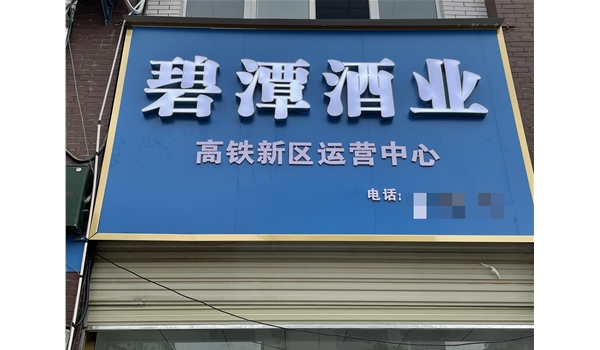 碧潭酒业
高铁新区运营中心
电话: